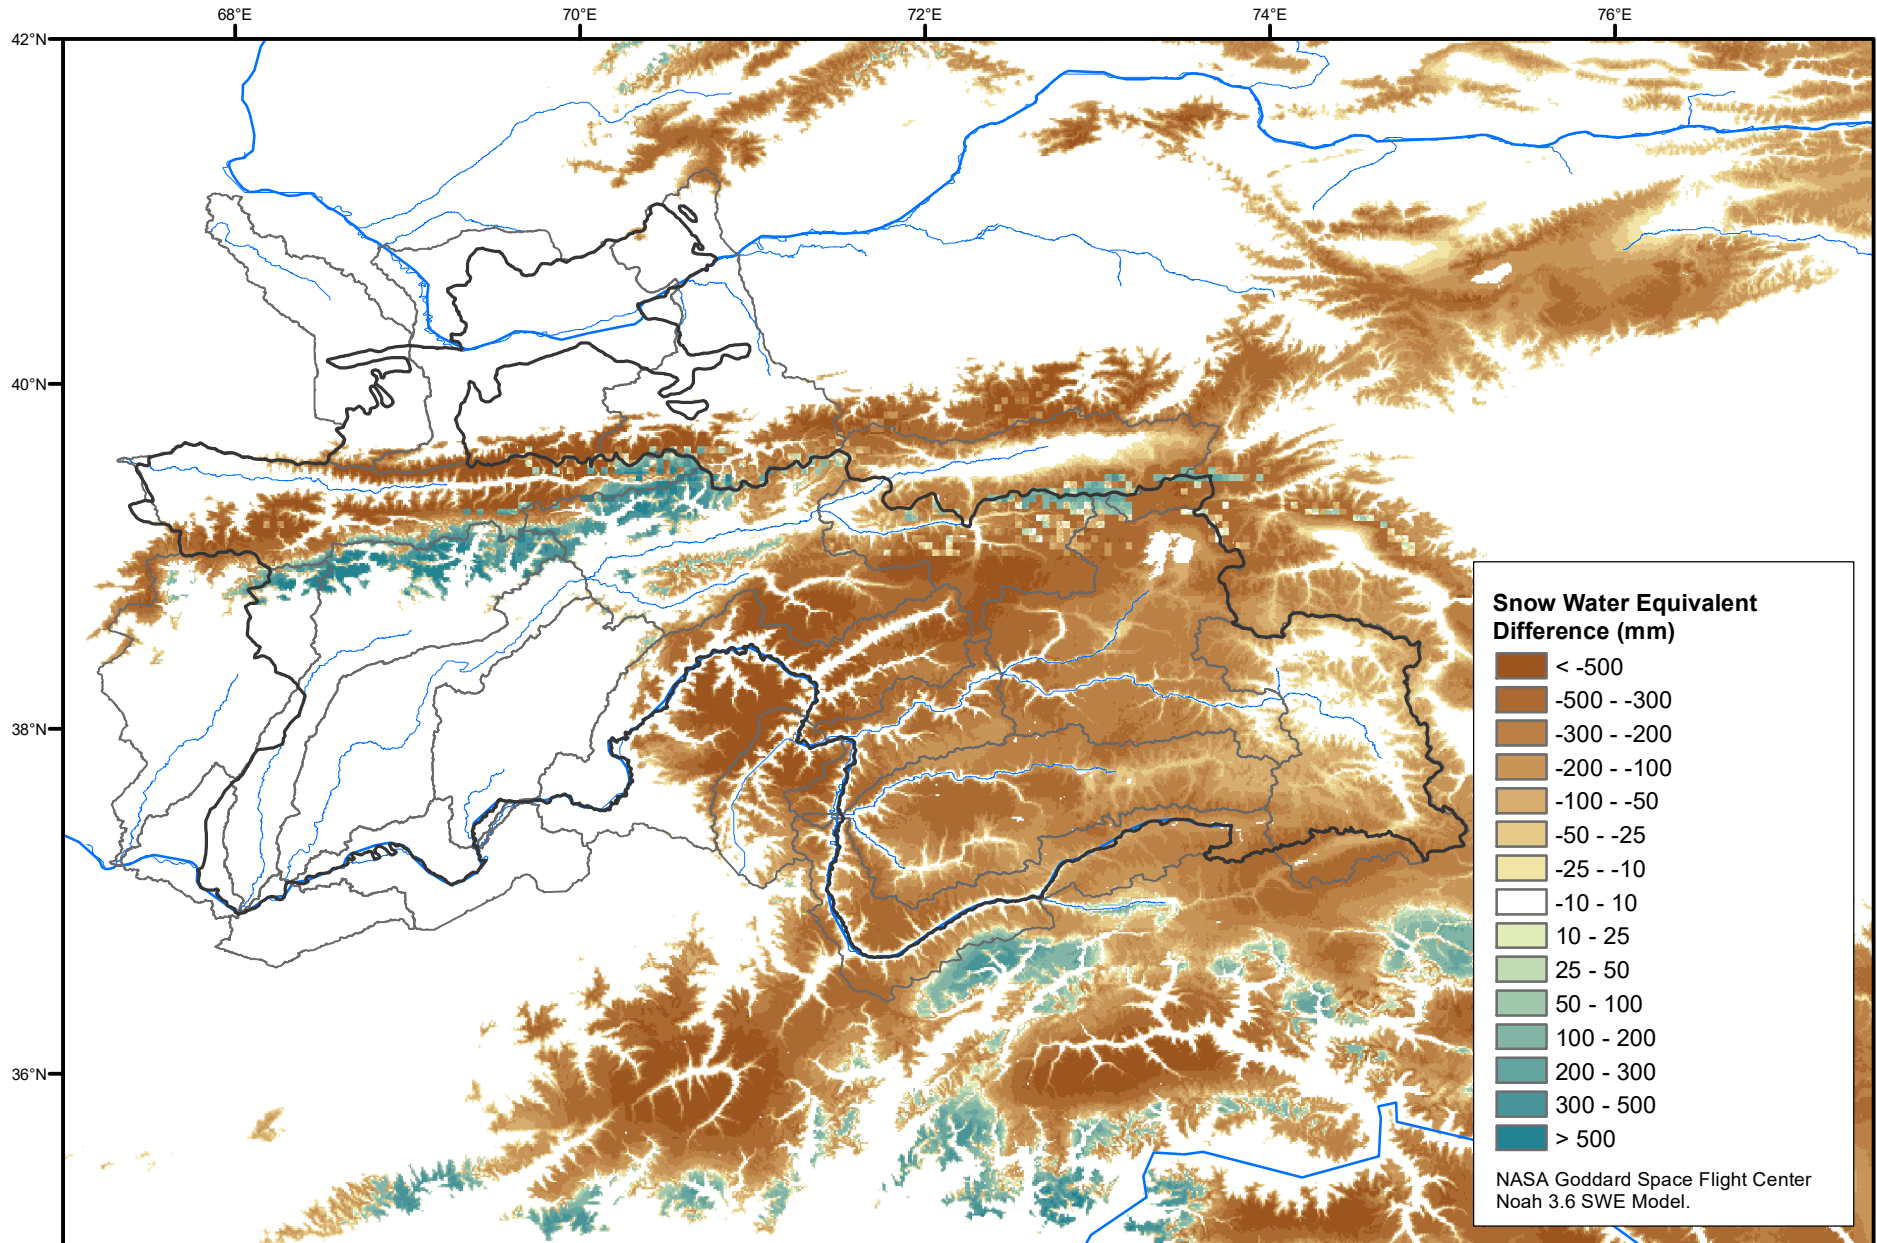 68°E
70°E
72°E
74°E
76°E
42°N
40°N
38°N
36°N
Snow Water Equivalent
Difference (mm)
< -500
-500 - -300
-300 - -200
-200 - -100
-100 - -50
-50 - -25
-25 - -10
-10 - 10
10 - 25
25 - 50
50 - 100
100 - 200
200 - 300
300 - 500
> 500
NASA Goddard Space Flight Center
Noah 3.6 SWE Model.